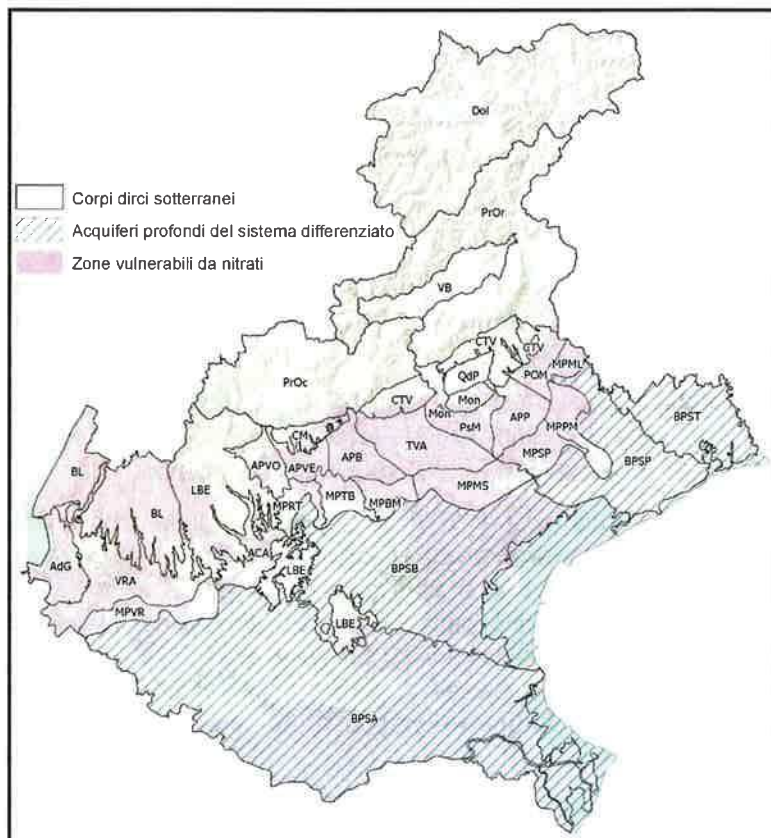 Dol
PrOr
Corpi dirci sotterranei
Acquiferi profondi del sistema differenziato
Zone vulnerabili da nitrati
VB
CTV
CTV
PrOc
QdP
POM
MPML
CTV
Mon
Mon
BPST
CM
PsM
APP
MPPM
BL
TVA
APB
APVO
APVE
MPSP
BPSP
LBE
BL
MPTB
MPBM
MPMS
MPRT
ACA
LBE
BPSB
AdG
VRA
MPVR
LBE
BPSA